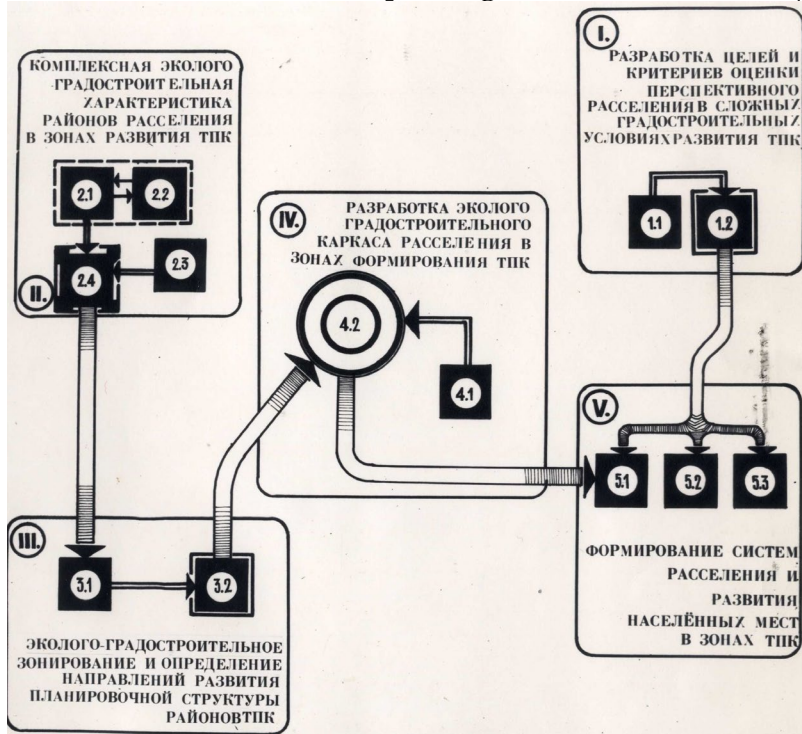 I.
РАЗРАБОТКА ЦЕЛЕЙ И
КРИТЕРИЕВ ОЦЕНКИ
ПЕРСПЕКТИВНОГО
РАССЕЛЕНИЯ В СЛОЖНЫХ
ГРАДОСТРОИТЕЛЬНЫХ
УСЛОВИЯХ РАЗВИТИЯ ТПК
1.1
1.2
КОМПЛЕКСНАЯ ЭКОЛОГО
ГРАДОСТРОИТЕЛЬНАЯ
ХАРАКТЕРИСТИКА
РАЙОНОВ РАССЕЛЕНИЯ
В ЗОНАХ РАЗВИТИЯ ТПК
2.1
2.2
2.3
2.4
II.
III.
3.1
3.2
ЭКОЛОГО-ГРАДОСТРОИТЕЛЬНОЕ
ЗОНИРОВАНИЕ И ОПРЕДЕЛЕНИЕ
НАПРАВЛЕНИЙ РАЗВИТИЯ
ПЛАНИРОВОЧНОЙ СТРУКТУРЫ
РАЙОНОВ ТПК
IV.
РАЗРАБОТКА ЭКОЛОГО
ГРАДОСТРОИТЕЛЬНОГО
КАРКАСА РАССЕЛЕНИЯ В
ЗОНАХ ФОРМИРОВАНИЯ ТПК
4.2
4.1
V.
5.1
5.2
5.3
ФОРМИРОВАНИЕ СИСТЕМ
РАССЕЛЕНИЯ И
РАЗВИТИЯ
НАСЕЛЁННЫХ МЕСТ
В ЗОНАХ ТПК